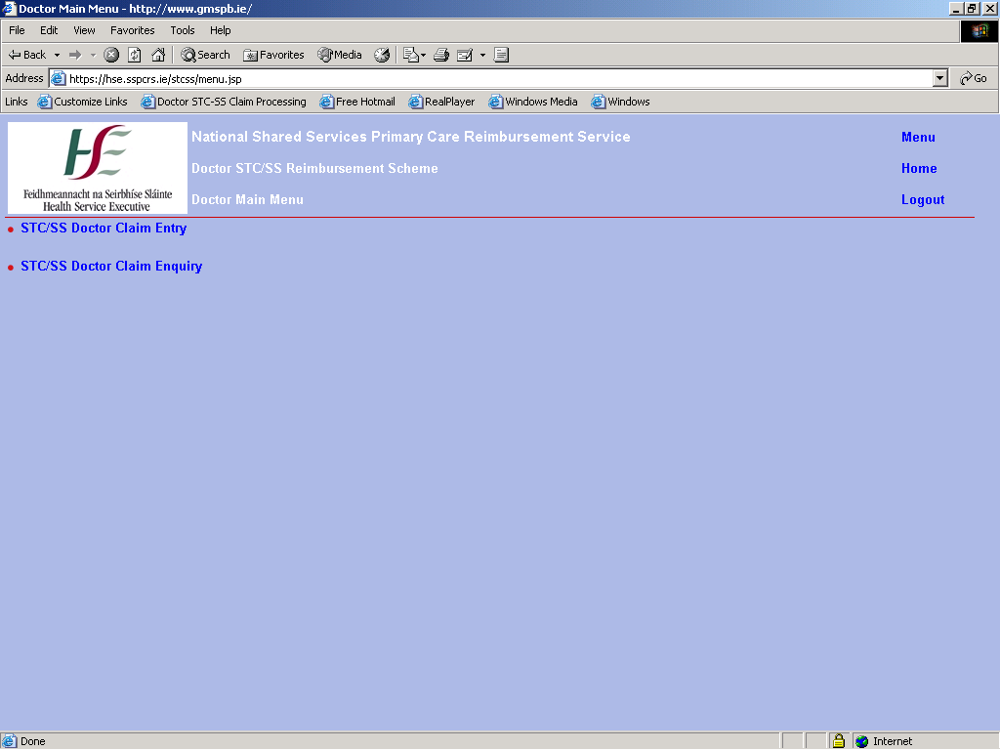 Doctor Main Menu - http://www.gmspb.ie/
File Edit View Favorites Tools Help
Back Search Favorites Media
Address https://hse.sspcrs.ie/stcss/menu.jsp Go
Links Customize Links Doctor STC-SS Claim Processing Free Hotmail RealPlayer Windows Media Windows
HSE
Feidhmeannacht na Seirbhíse Sláinte
Health Service Executive
National Shared Services Primary Care Reimbursement Service
Menu
Doctor STC/SS Reimbursement Scheme
Home
Doctor Main Menu
Logout
STC/SS Doctor Claim Entry
STC/SS Doctor Claim Enquiry
Done Internet